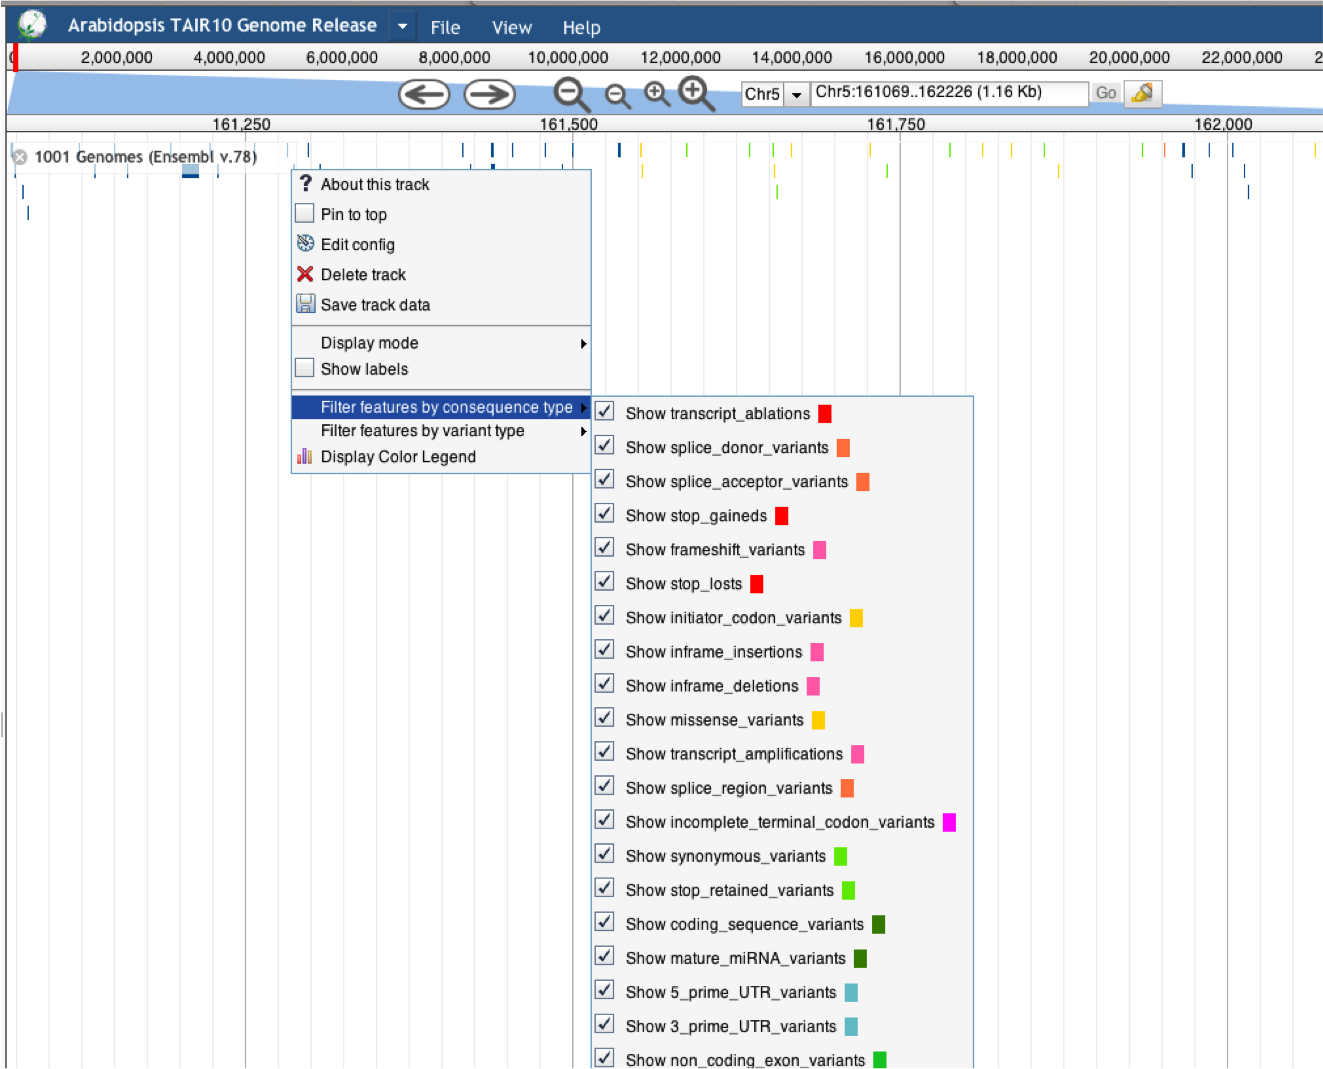 Arabidopsis TAIR10 Genome Release File View Help
0 2,000,000 4,000,000 6,000,000 8,000,000 10,000,000 12,000,000 14,000,000 16,000,000 18,000,000 20,000,000 22,000,000 2
Chr5 Chr5:161069..162226 (1.16 Kb) Go
161,250 161,500 161,750 162,000
1001 Genomes (Ensembl v.78)
? About this track
Pin to top
Edit config
Delete track
Save track data
Display mode
Show labels
Filter features by consequence type
Filter features by variant type
Display Color Legend
Show transcript_ablations
Show splice_donor_variants
Show splice_acceptor_variants
Show stop_gaineds
Show frameshift_variants
Show stop_losts
Show initiator_codon_variants
Show inframe_insertions
Show inframe_deletions
Show missense_variants
Show transcript_amplifications
Show splice_region_variants
Show incomplete_terminal_codon_variants
Show synonymous_variants
Show stop_retained_variants
Show coding_sequence_variants
Show mature_miRNA_variants
Show 5_prime_UTR_variants
Show 3_prime_UTR_variants
Show non_coding_exon_variants